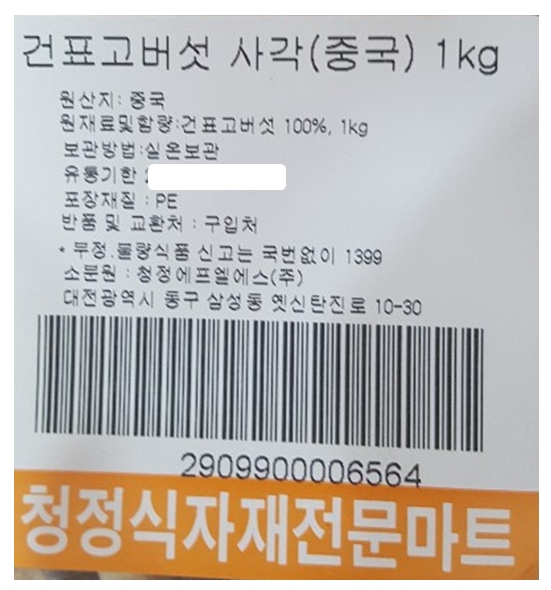 건표고버섯 사각(중국) 1kg
원산지: 중국
원재료및함량:건표고버섯 100%, 1kg
보관방법:실온보관
유통기한 :
포장재질 : PE
반품 및 교환처 : 구입처
* 부정.불량식품 신고는 국번없이 1399
소분원 : 청정에프엘에스(주)
대전광역시 동구 삼성동 옛신탄진로 10-30
2909900006564
청정식자재전문마트